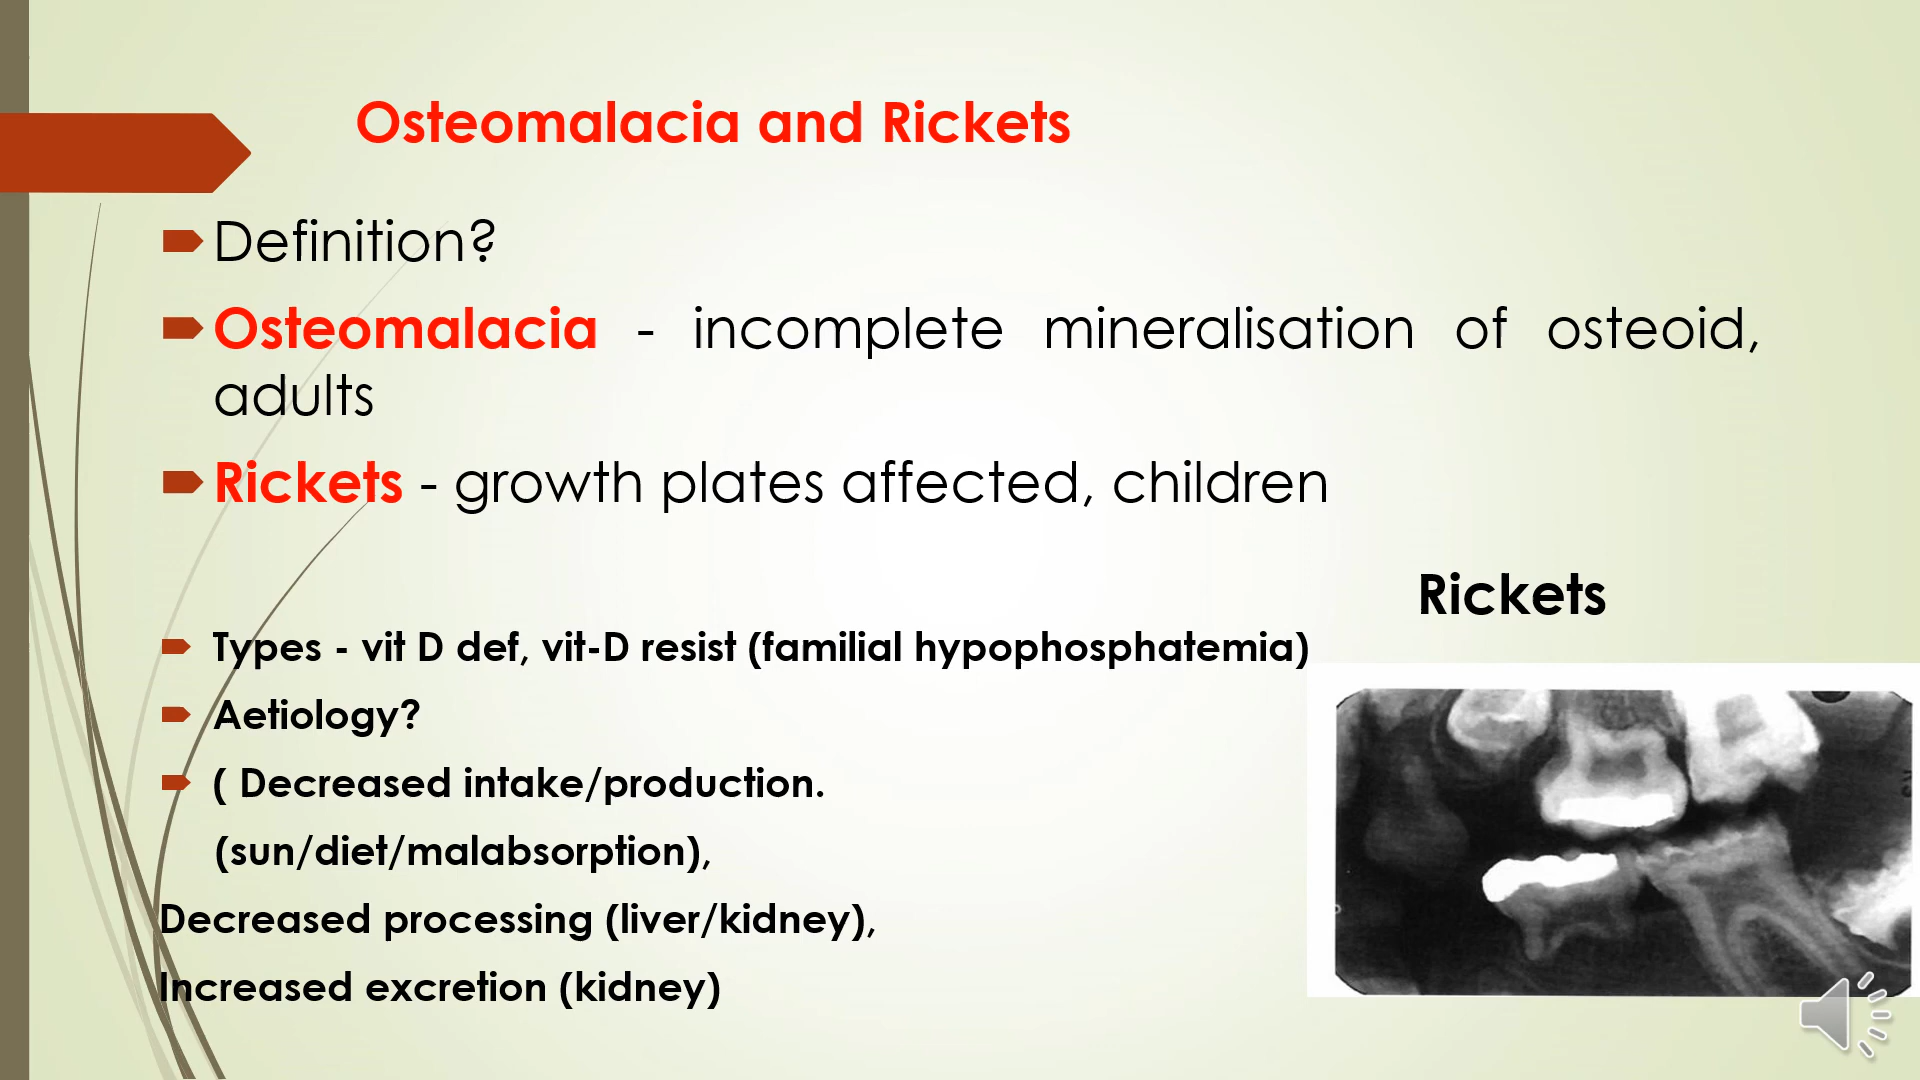 Osteomalacia and Rickets
Definition?
Osteomalacia - incomplete mineralisation of osteoid,
adults
Rickets - growth plates affected, children
Rickets
Types - vit D def, vit-D resist (familial hypophosphatemia)
Aetiology?
( Decreased intake/production.
(sun/diet/malabsorption),
Decreased processing (liver/kidney),
Increased excretion (kidney)